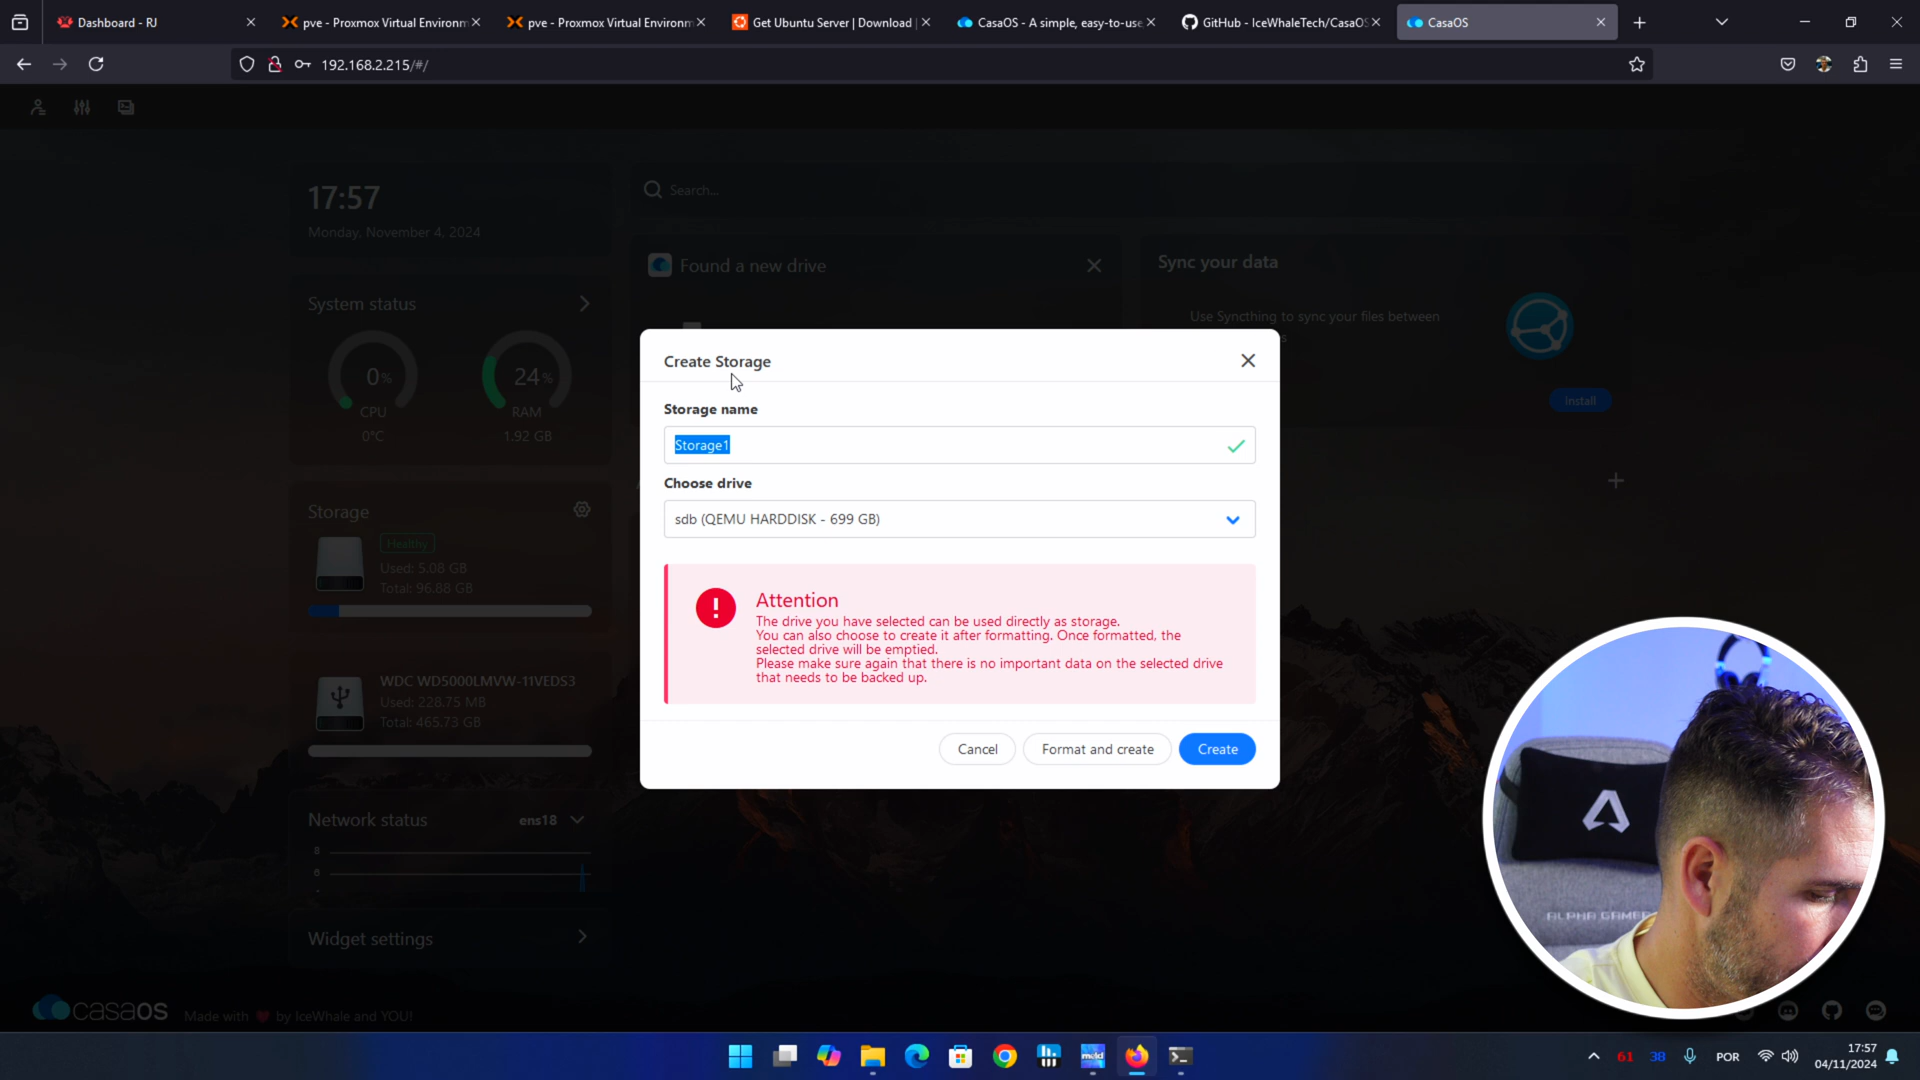 Dashboard - RJ
pve - Proxmox Virtual Environm
pve - Proxmox Virtual Environm
Get Ubuntu Server | Download |
CasaOS - A simple, easy-to-use,
GitHub - IceWhaleTech/CasaOS
CasaOS
192.168.2.215/#/
17:57
Monday, November 4, 2024
Search...
System status
0%
CPU
0°C
24%
RAM
1.92 GB
Found a new drive
Sync your data
Use Syncthing to sync your files between
Install
Create Storage
Storage name
Storage1
Choose drive
sdb (QEMU HARDDISK - 699 GB)
Attention
The drive you have selected can be used directly as storage.
You can also choose to create it after formatting. Once formatted, the
selected drive will be emptied.
Please make sure again that there is no important data on the selected drive
that needs to be backed up.
Cancel
Format and create
Create
Storage
Healthy
Used: 5.08 GB
Total: 96.88 GB
WDC WD5000LMVW-11VEDS3
Used: 228.75 MB
Total: 465.73 GB
Network status
ens18
8
6
Widget settings
ALPHA GAMER
casaos
Made with ❤ by IceWhale and YOU!
61
38
POR
17:57
04/11/2024